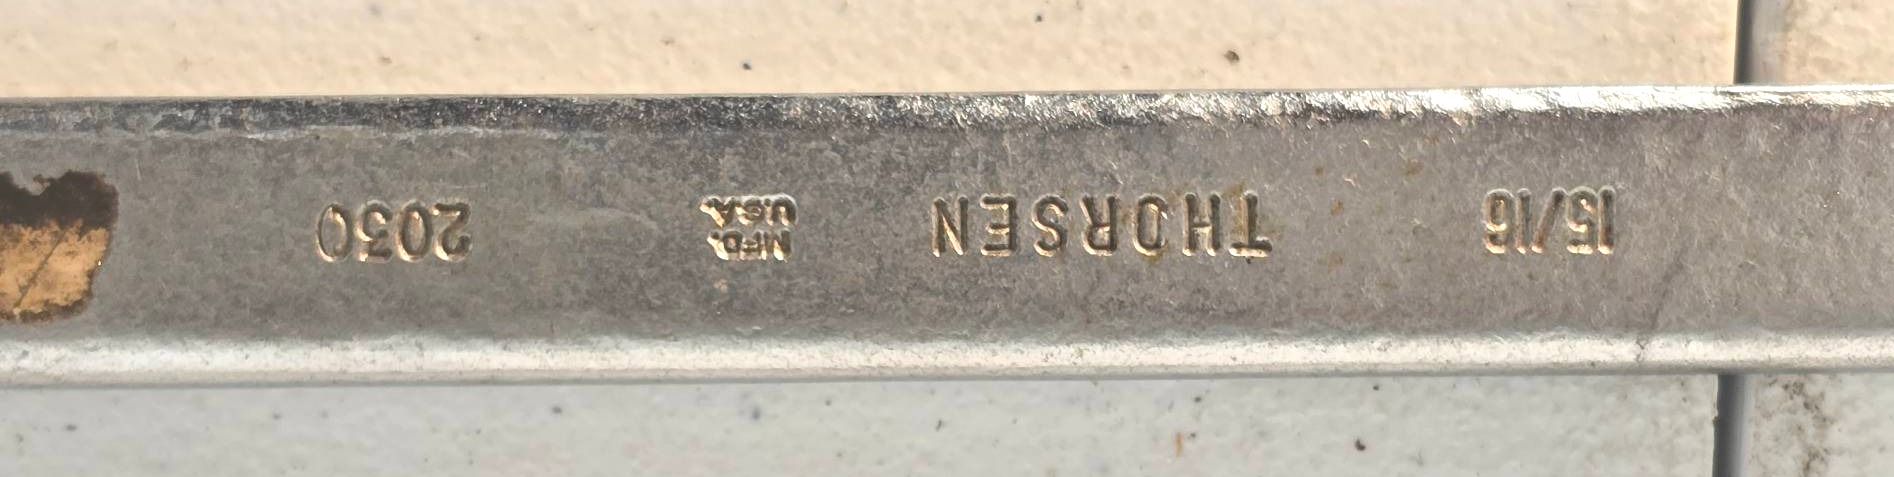 15/16 THORSEN MFD. 2030
U.S.A.